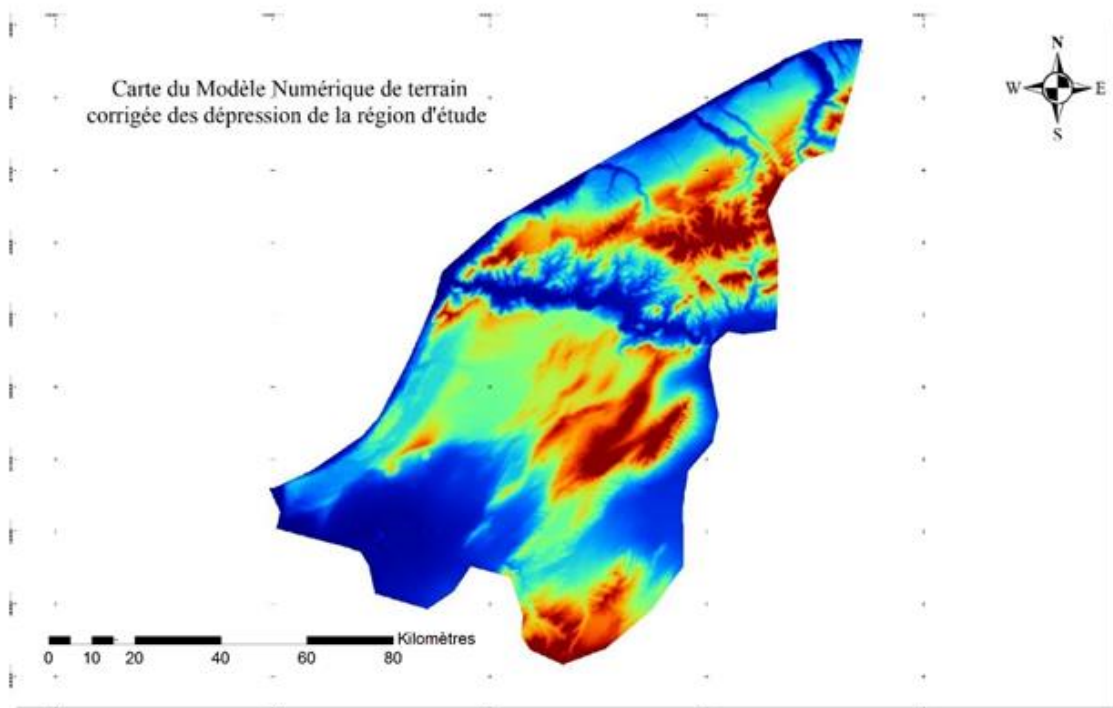 Carte du Modèle Numérique de terrain
corrigée des dépression de la région d'étude
N
W E
S
Kilomètres
0 10 20 40 60 80